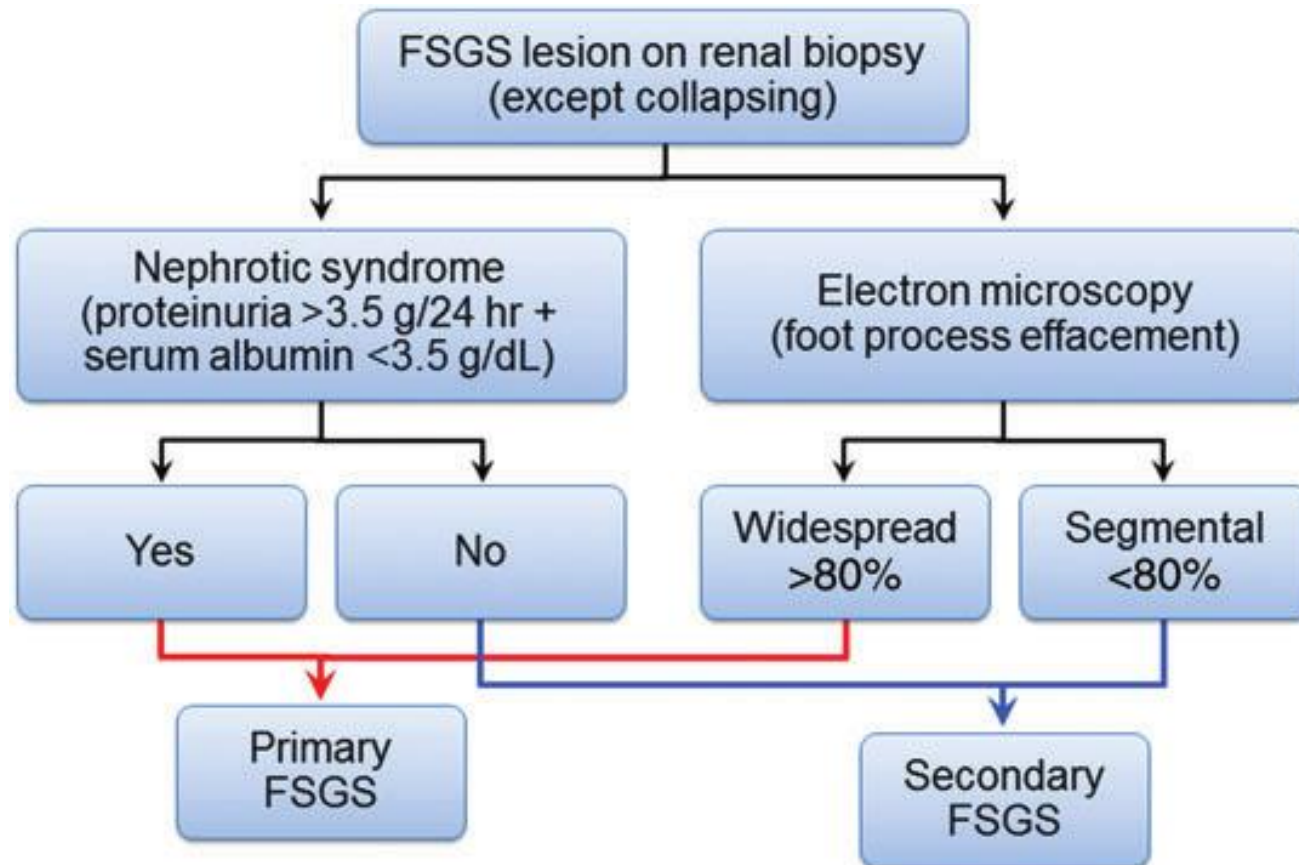 FSGS lesion on renal biopsy
(except collapsing)
Nephrotic syndrome
(proteinuria >3.5 g/24 hr +
serum albumin <3.5 g/dL)
Electron microscopy
(foot process effacement)
Yes
No
Widespread
>80%
Segmental
<80%
Primary
FSGS
Secondary
FSGS